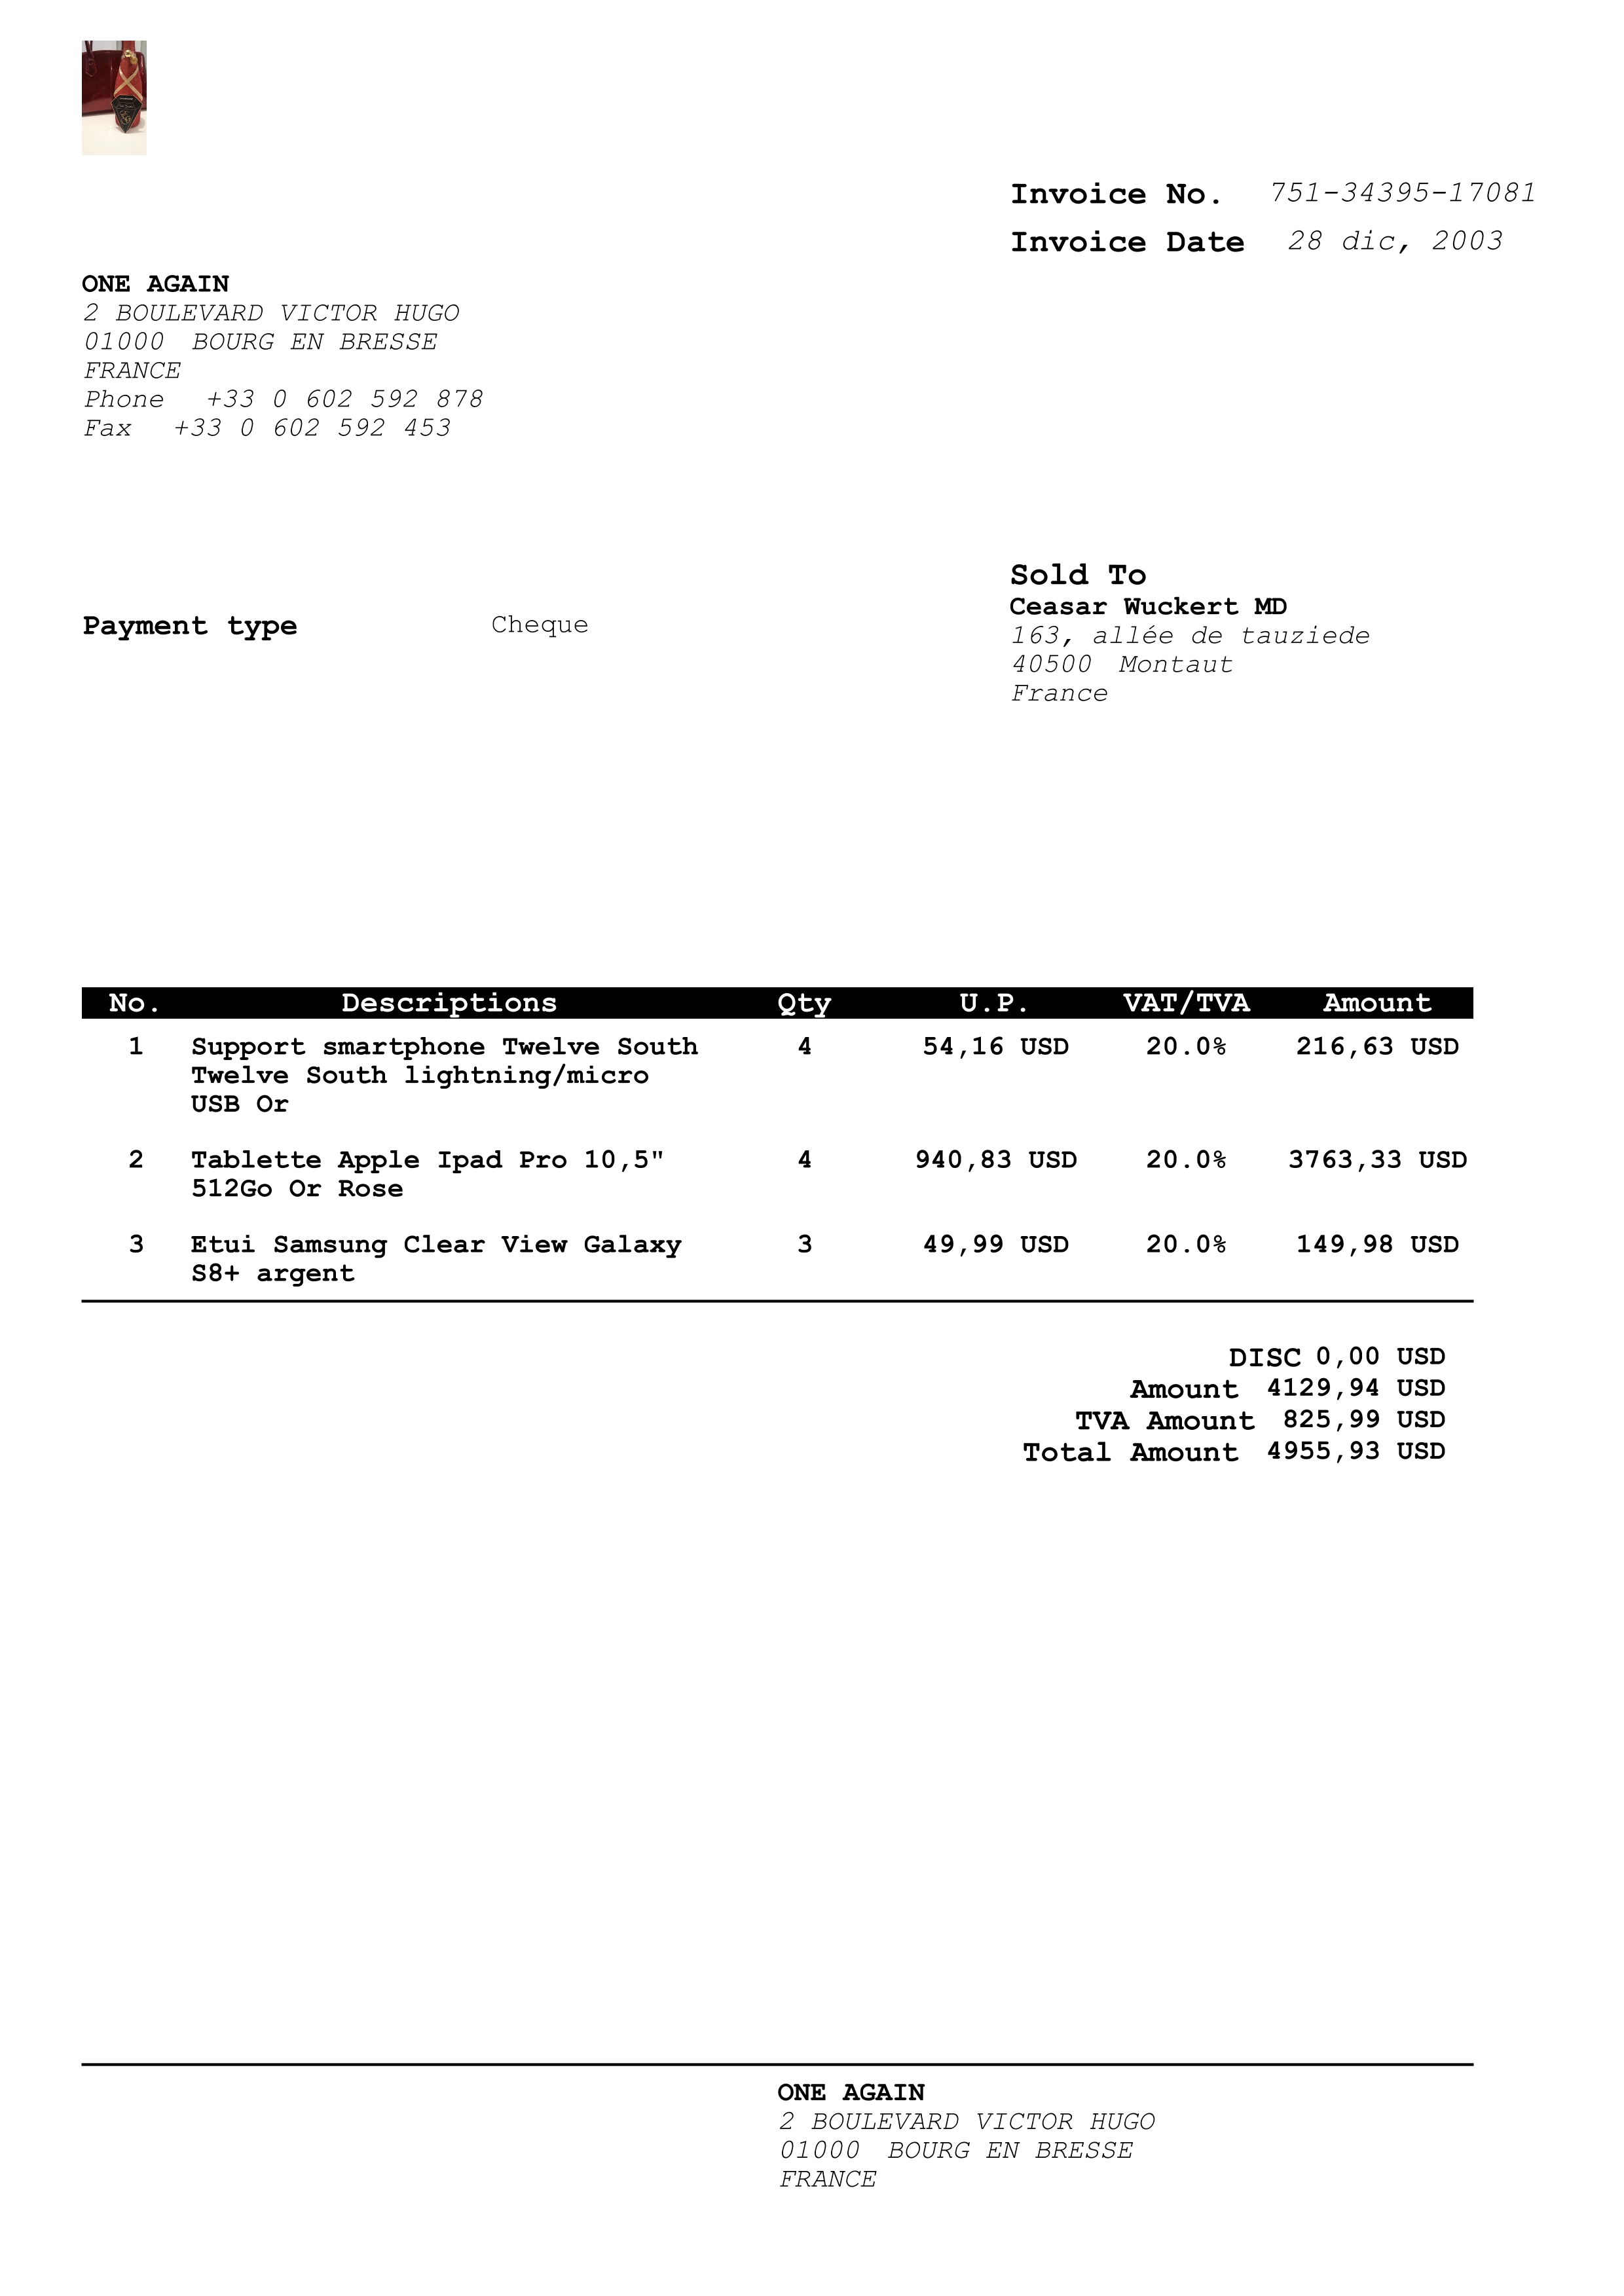 Invoice No. 751-34395-17081
Invoice Date 28 dic, 2003
ONE AGAIN
2 BOULEVARD VICTOR HUGO
01000 BOURG EN BRESSE
FRANCE
Phone +33 0 602 592 878
Fax +33 0 602 592 453
Sold To
Ceasar Wuckert MD
163, allée de tauziede
40500 Montaut
France
Payment type Cheque
No. Descriptions Qty U.P. VAT/TVA Amount
1 Support smartphone Twelve South 4 54,16 USD 20.0% 216,63 USD
Twelve South lightning/micro
USB Or
2 Tablette Apple Ipad Pro 10,5" 4 940,83 USD 20.0% 3763,33 USD
512Go Or Rose
3 Etui Samsung Clear View Galaxy 3 49,99 USD 20.0% 149,98 USD
S8+ argent
DISC 0,00 USD
Amount 4129,94 USD
TVA Amount 825,99 USD
Total Amount 4955,93 USD
ONE AGAIN
2 BOULEVARD VICTOR HUGO
01000 BOURG EN BRESSE
FRANCE